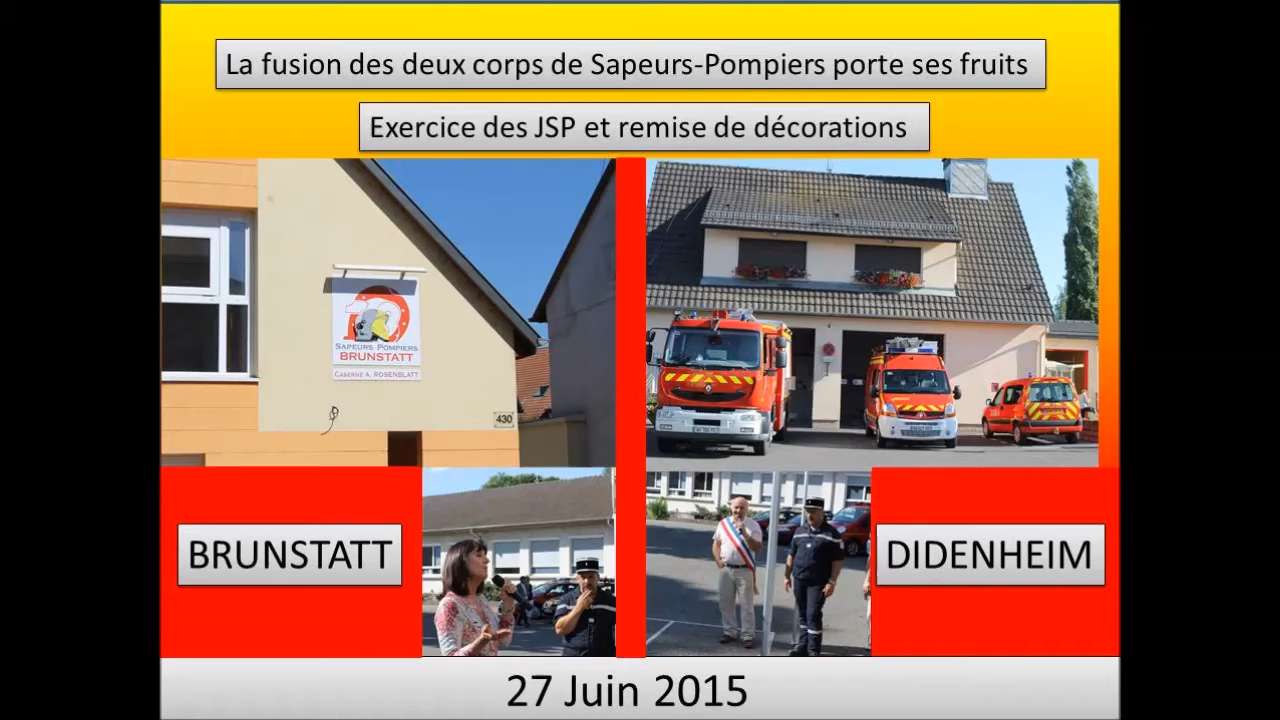 La fusion des deux corps de Sapeurs-Pompiers porte ses fruits
Exercice des JSP et remise de décorations
SAPEURS POMPIERS
BRUNSTATT
CASERNE A. ROSENBLATT
430
BRUNSTATT
DIDENHEIM
27 Juin 2015